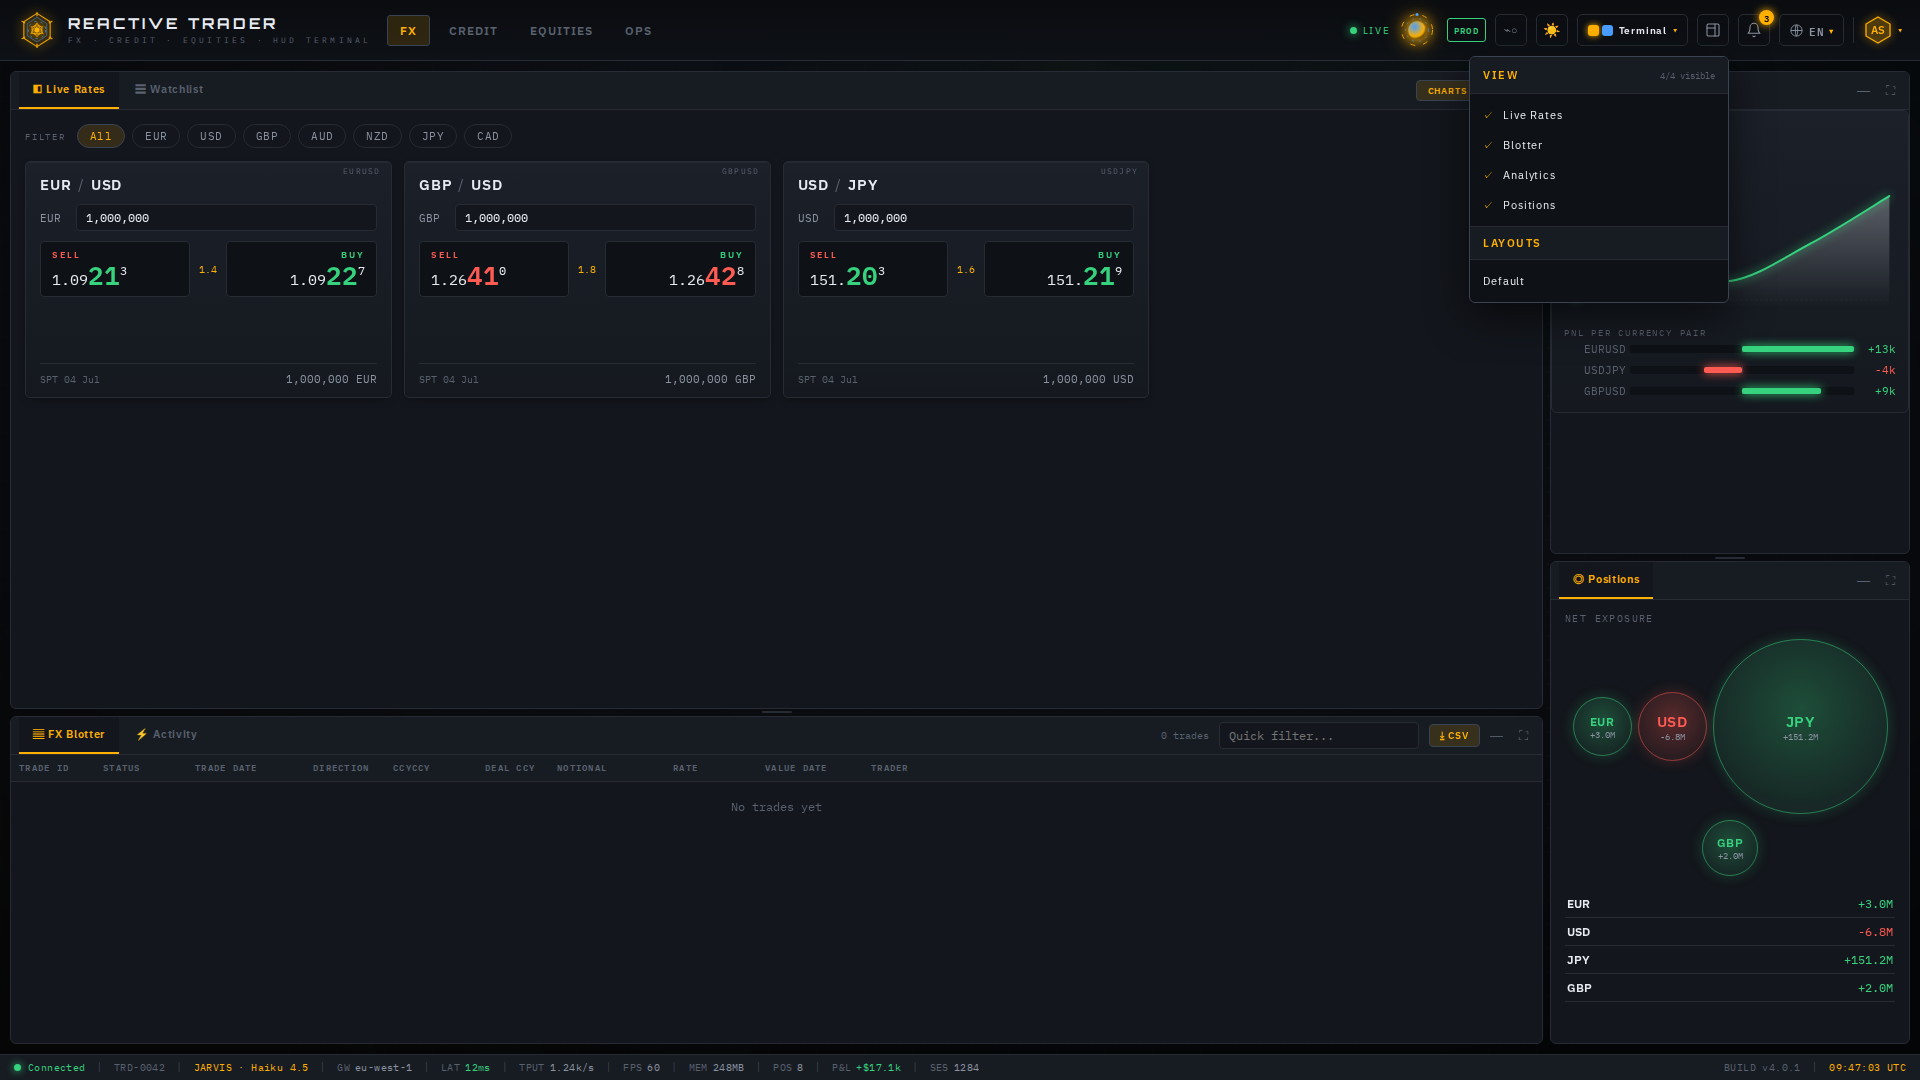 REACTIVE TRADER
FX · CREDIT · EQUITIES · HUD TERMINAL
FX CREDIT EQUITIES OPS
LIVE PROD Terminal 3 EN AS
Live Rates Watchlist CHARTS
VIEW 4/4 visible
✓ Live Rates
✓ Blotter
✓ Analytics
✓ Positions
LAYOUTS
Default
FILTER All EUR USD GBP AUD NZD JPY CAD
EURUSD
EUR / USD
EUR 1,000,000
SELL BUY
1.09213 1.4 1.09227
SPT 04 Jul 1,000,000 EUR
GBPUSD
GBP / USD
GBP 1,000,000
SELL BUY
1.26410 1.8 1.26428
SPT 04 Jul 1,000,000 GBP
USDJPY
USD / JPY
USD 1,000,000
SELL BUY
151.203 1.6 151.219
SPT 04 Jul 1,000,000 USD
PNL PER CURRENCY PAIR
EURUSD +13k
USDJPY -4k
GBPUSD +9k
FX Blotter Activity 0 trades Quick filter... CSV
TRADE ID STATUS TRADE DATE DIRECTION CCYCCY DEAL CCY NOTIONAL RATE VALUE DATE TRADER
No trades yet
Positions
NET EXPOSURE
EUR
+3.0M
USD
-6.8M
JPY
+151.2M
GBP
+2.0M
EUR +3.0M
USD -6.8M
JPY +151.2M
GBP +2.0M
Connected TRD-0042 JARVIS · Haiku 4.5 GW eu-west-1 LAT 12ms TPUT 1.24k/s FPS 60 MEM 248MB POS 8 P&L +$17.1k SES 1284 BUILD v4.0.1 09:47:03 UTC